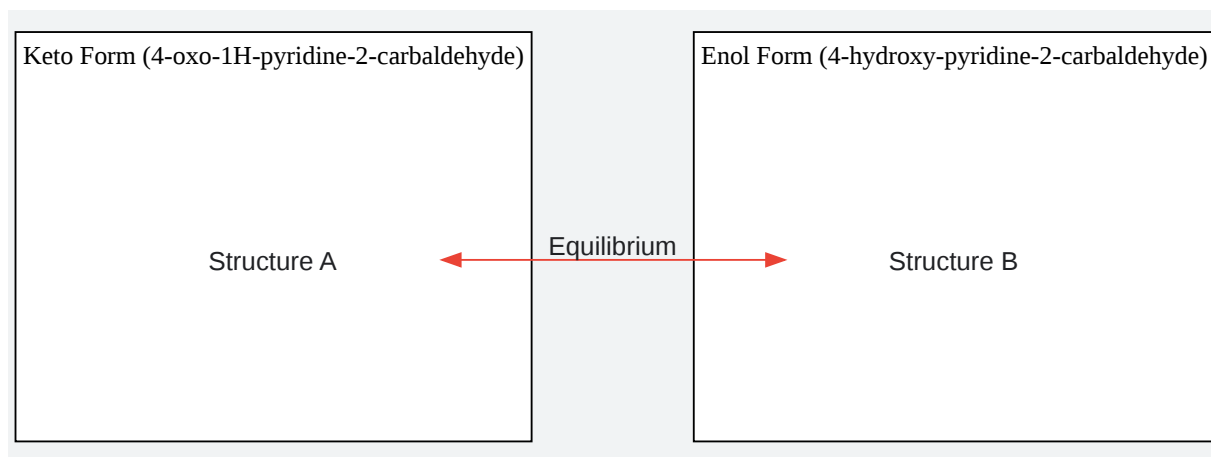 Keto Form (4-oxo-1H-pyridine-2-carbaldehyde)
Enol Form (4-hydroxy-pyridine-2-carbaldehyde)
Structure A
Equilibrium
Structure B